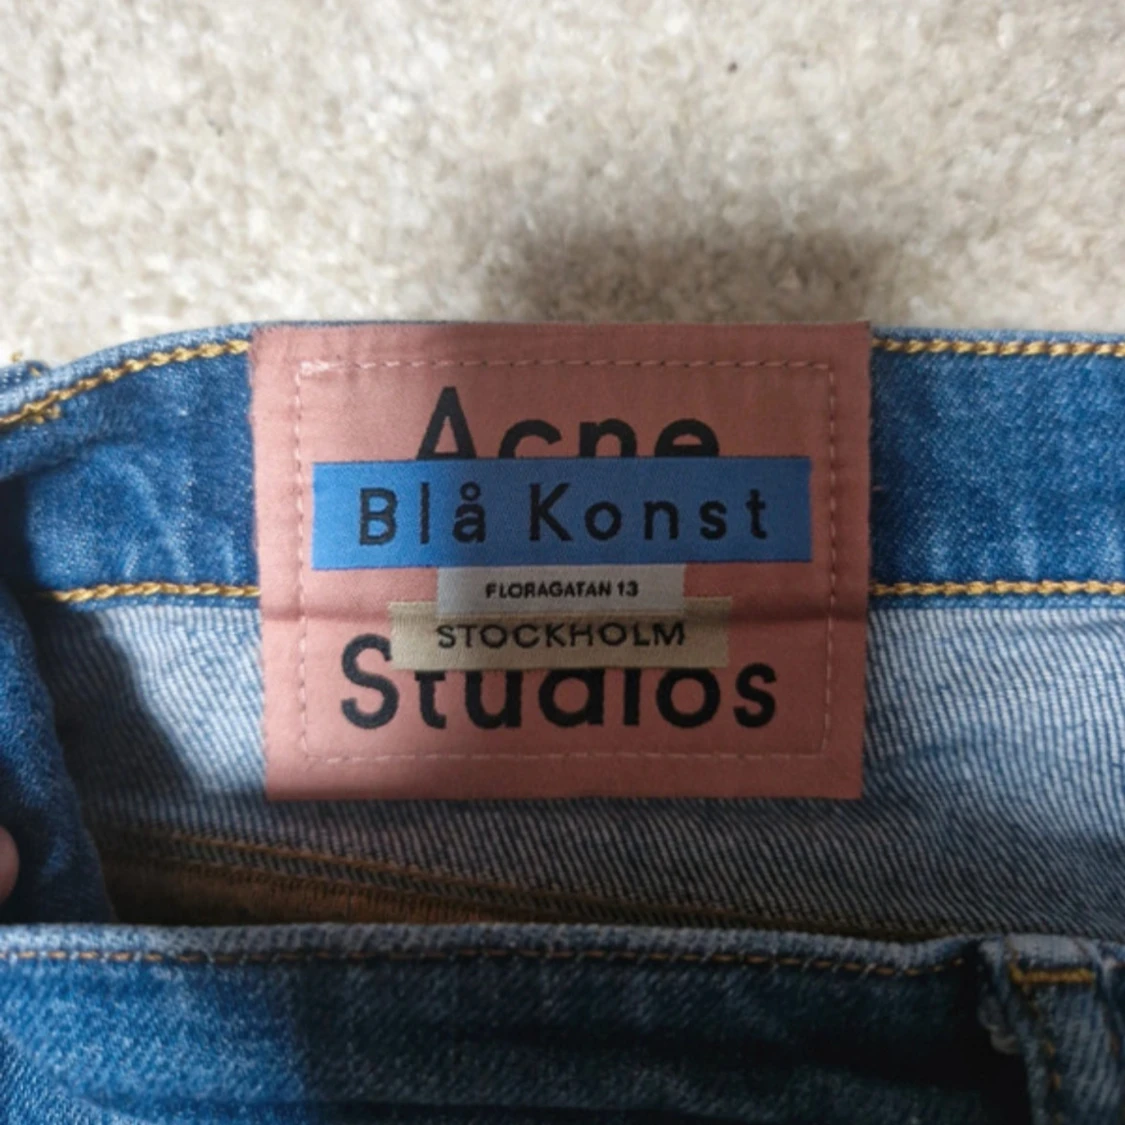 Acne
Blå Konst
FLORAGATAN 13
STOCKHOLM
Studios